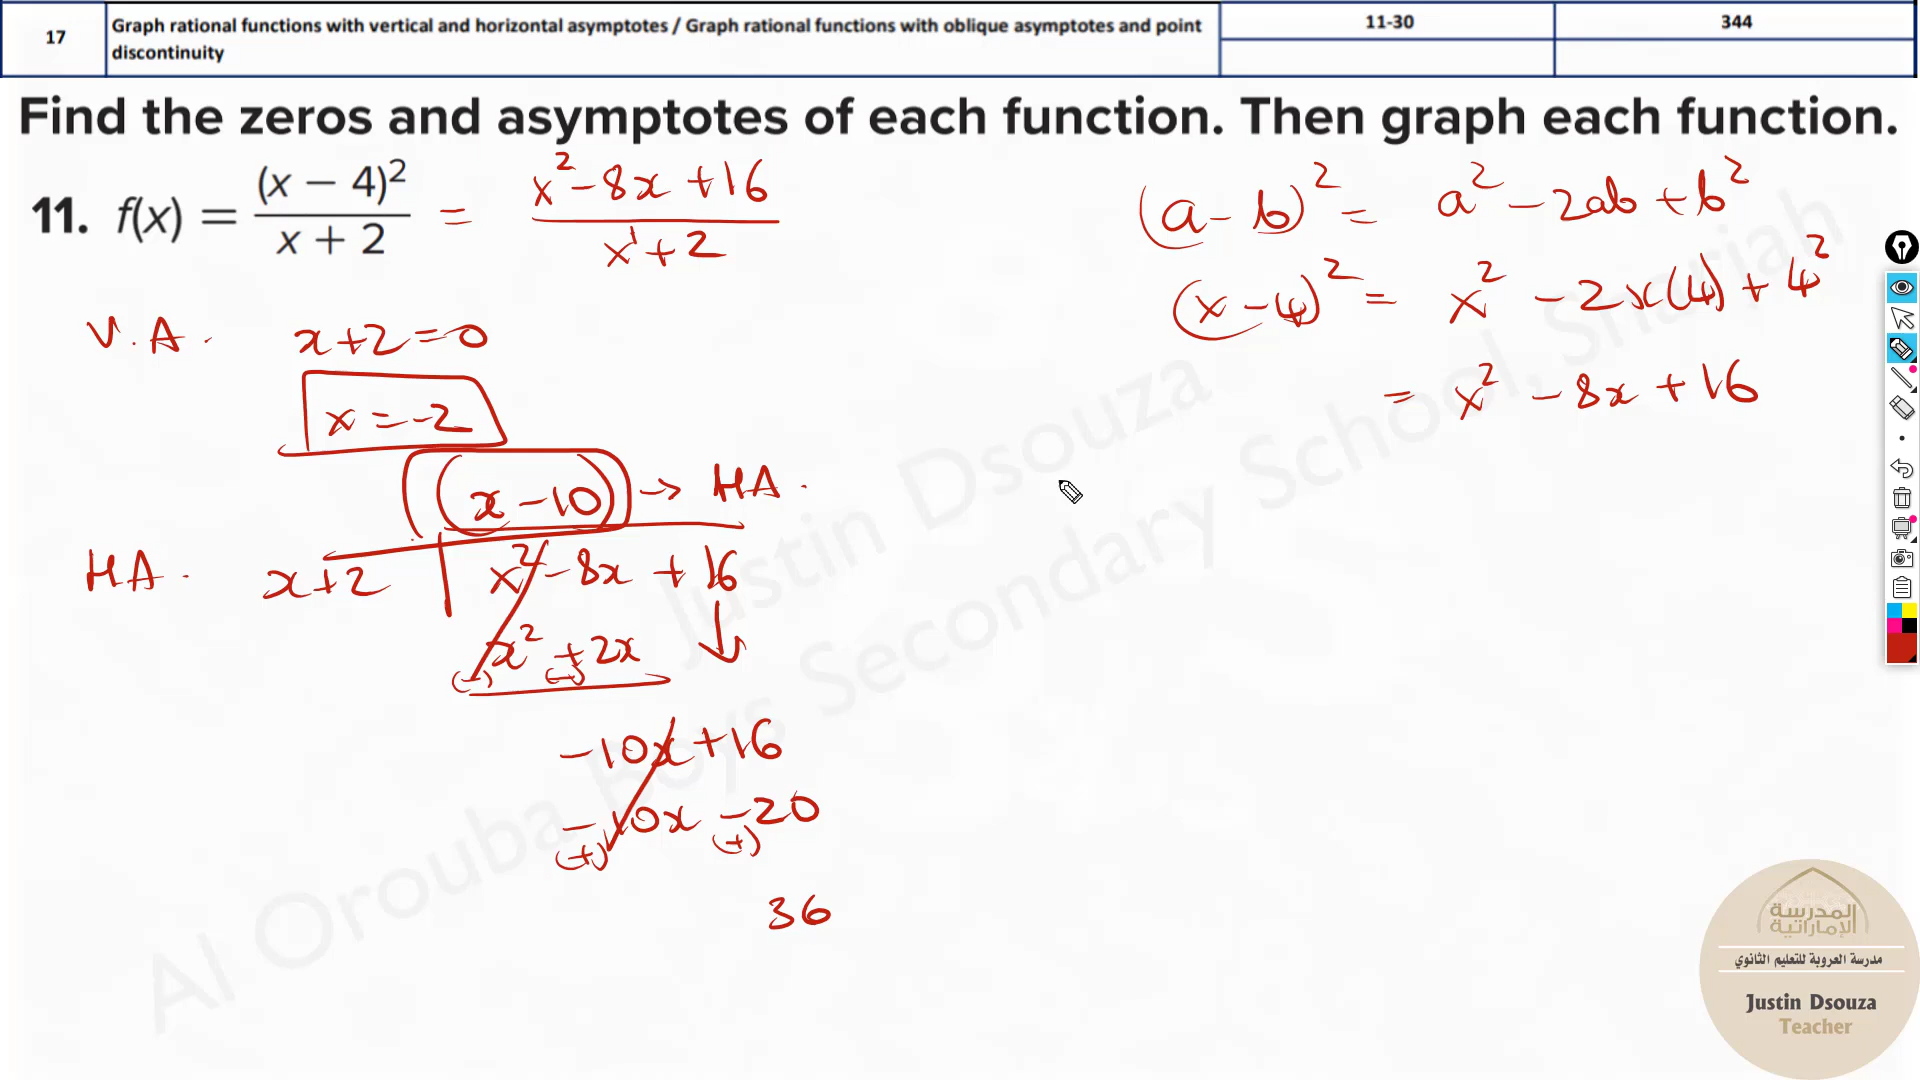 17 Graph rational functions with vertical and horizontal asymptotes / Graph rational functions with oblique asymptotes and point discontinuity 11-30 344
Find the zeros and asymptotes of each function. Then graph each function.
11. f(x) = (x − 4)² / (x + 2) = (x² - 8x + 16) / (x¹ + 2)
(a - b)² = a² - 2ab + b²
(x - 4)² = x² - 2x(4) + 4²
= x² - 8x + 16
V.A. x+2=0
x = -2
(x - 10) → HA.
HA. x+2 | x² - 8x + 16
x² + 2x
(-) (-)
-10x + 16
-10x - 20
(+) (+)
36
Justin Dsouza
Al Orouba Boys Secondary School, Sharjah
المدرسة
الإماراتية
مدرسة العروبة للتعليم الثانوي
Justin Dsouza
Teacher